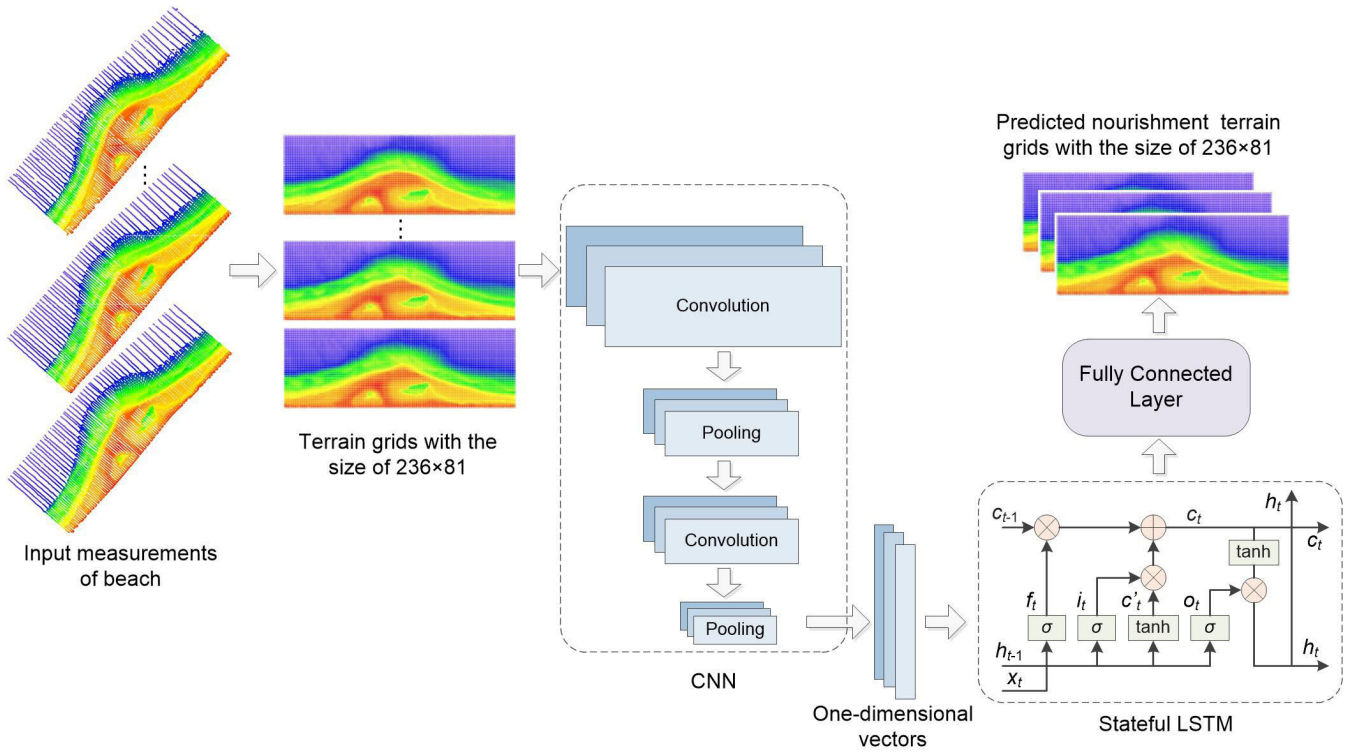 Input measurements
of beach
Terrain grids with the
size of 236×81
Convolution
Pooling
Convolution
Pooling
CNN
One-dimensional
vectors
Predicted nourishment terrain
grids with the size of 236×81
Fully Connected
Layer
c_{t-1}
c_t
h_t
c_t
tanh
f_t
i_t
c'_t
o_t
σ
σ
tanh
σ
h_{t-1}
h_t
x_t
Stateful LSTM